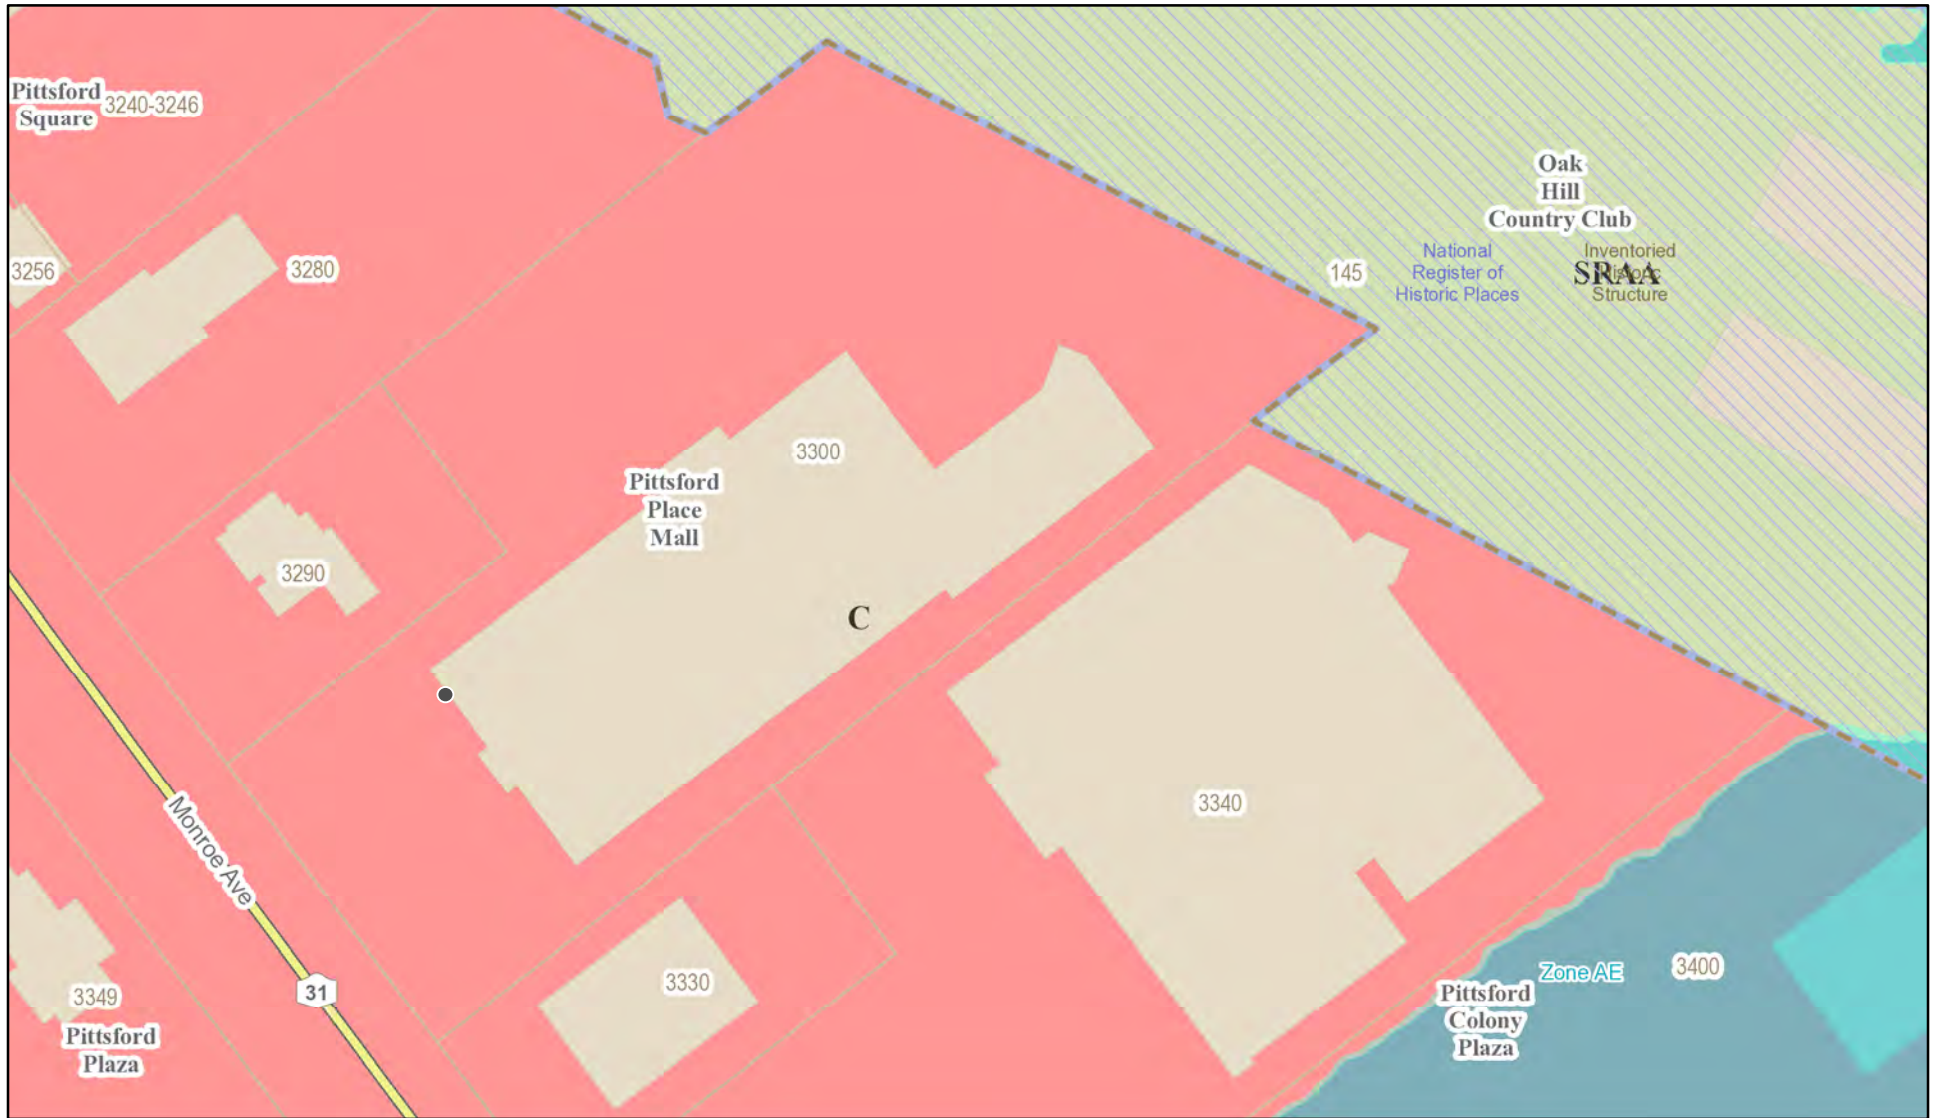 Pittsford
Square
3240-3246
3256
3280
Oak
Hill
Country Club
145
National
Register of
Historic Places
Inventoried
Historic
Structure
SRAA
3300
Pittsford
Place
Mall
3290
C
3340
Monroe Ave
31
3330
3349
Pittsford
Plaza
Zone AE
3400
Pittsford
Colony
Plaza